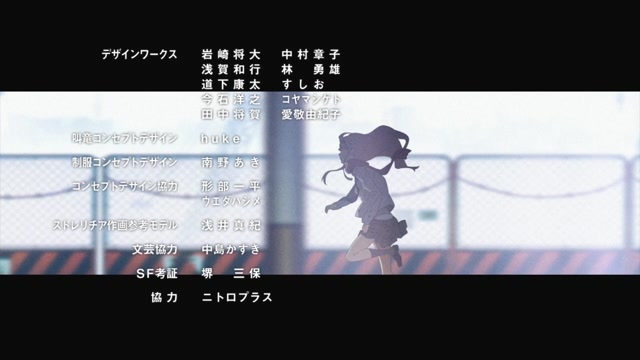 デザインワークス 岩崎将大 中村章子
浅賀和行 林 勇雄
道下康太 すしお
今石洋之 コヤマシゲト
田中将賀 愛敬由紀子
叫竜コンセプトデザイン huke
制服コンセプトデザイン 南野あき
コンセプトデザイン協力 形部一平
ウエダハジメ
ストレリチア作画参考モデル 浅井真紀
文芸協力 中島かずき
SF考証 堺 三保
協力 ニトロプラス